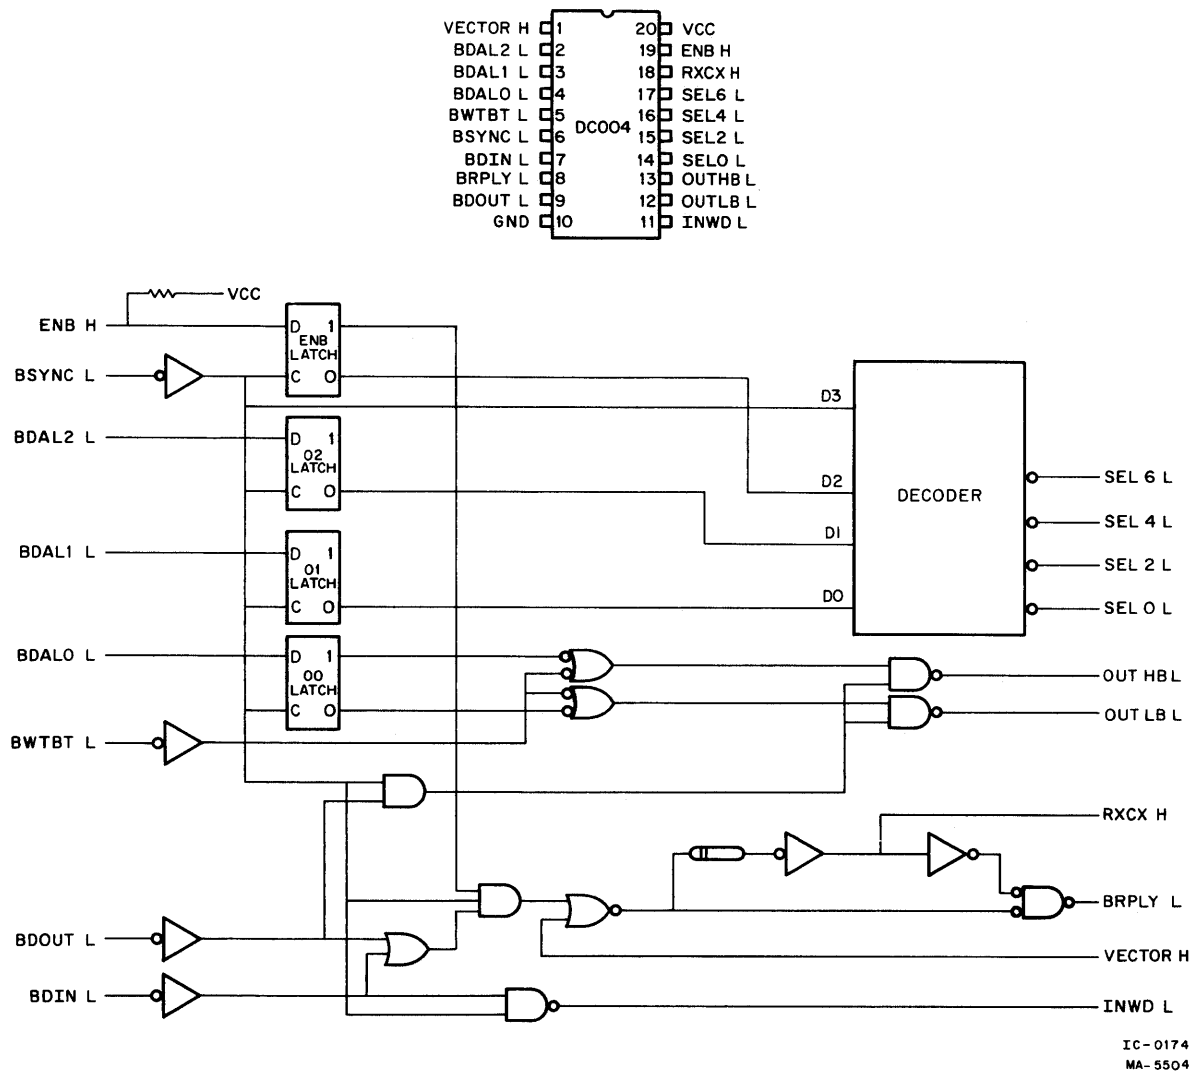 VECTOR H 1 20 VCC
BDAL2 L 2 19 ENB H
BDAL1 L 3 18 RXCX H
BDAL0 L 4 17 SEL6 L
BWTBT L 5 16 SEL4 L
DC004
BSYNC L 6 15 SEL2 L
BDIN L 7 14 SEL0 L
BRPLY L 8 13 OUTHB L
BDOUT L 9 12 OUTLB L
GND 10 11 INWD L
VCC
ENB H
D 1
ENB
LATCH
BSYNC L
C 0
D3
BDAL2 L
D 1
02
LATCH
C 0
D2
DECODER
SEL 6 L
SEL 4 L
D1
BDAL1 L
D 1
01
LATCH
C 0
SEL 2 L
D0
SEL 0 L
BDAL0 L
D 1
00
LATCH
C 0
OUT HB L
OUT LB L
BWTBT L
RXCX H
BRPLY L
BDOUT L
VECTOR H
BDIN L
INWD L
IC-0174
MA-5504